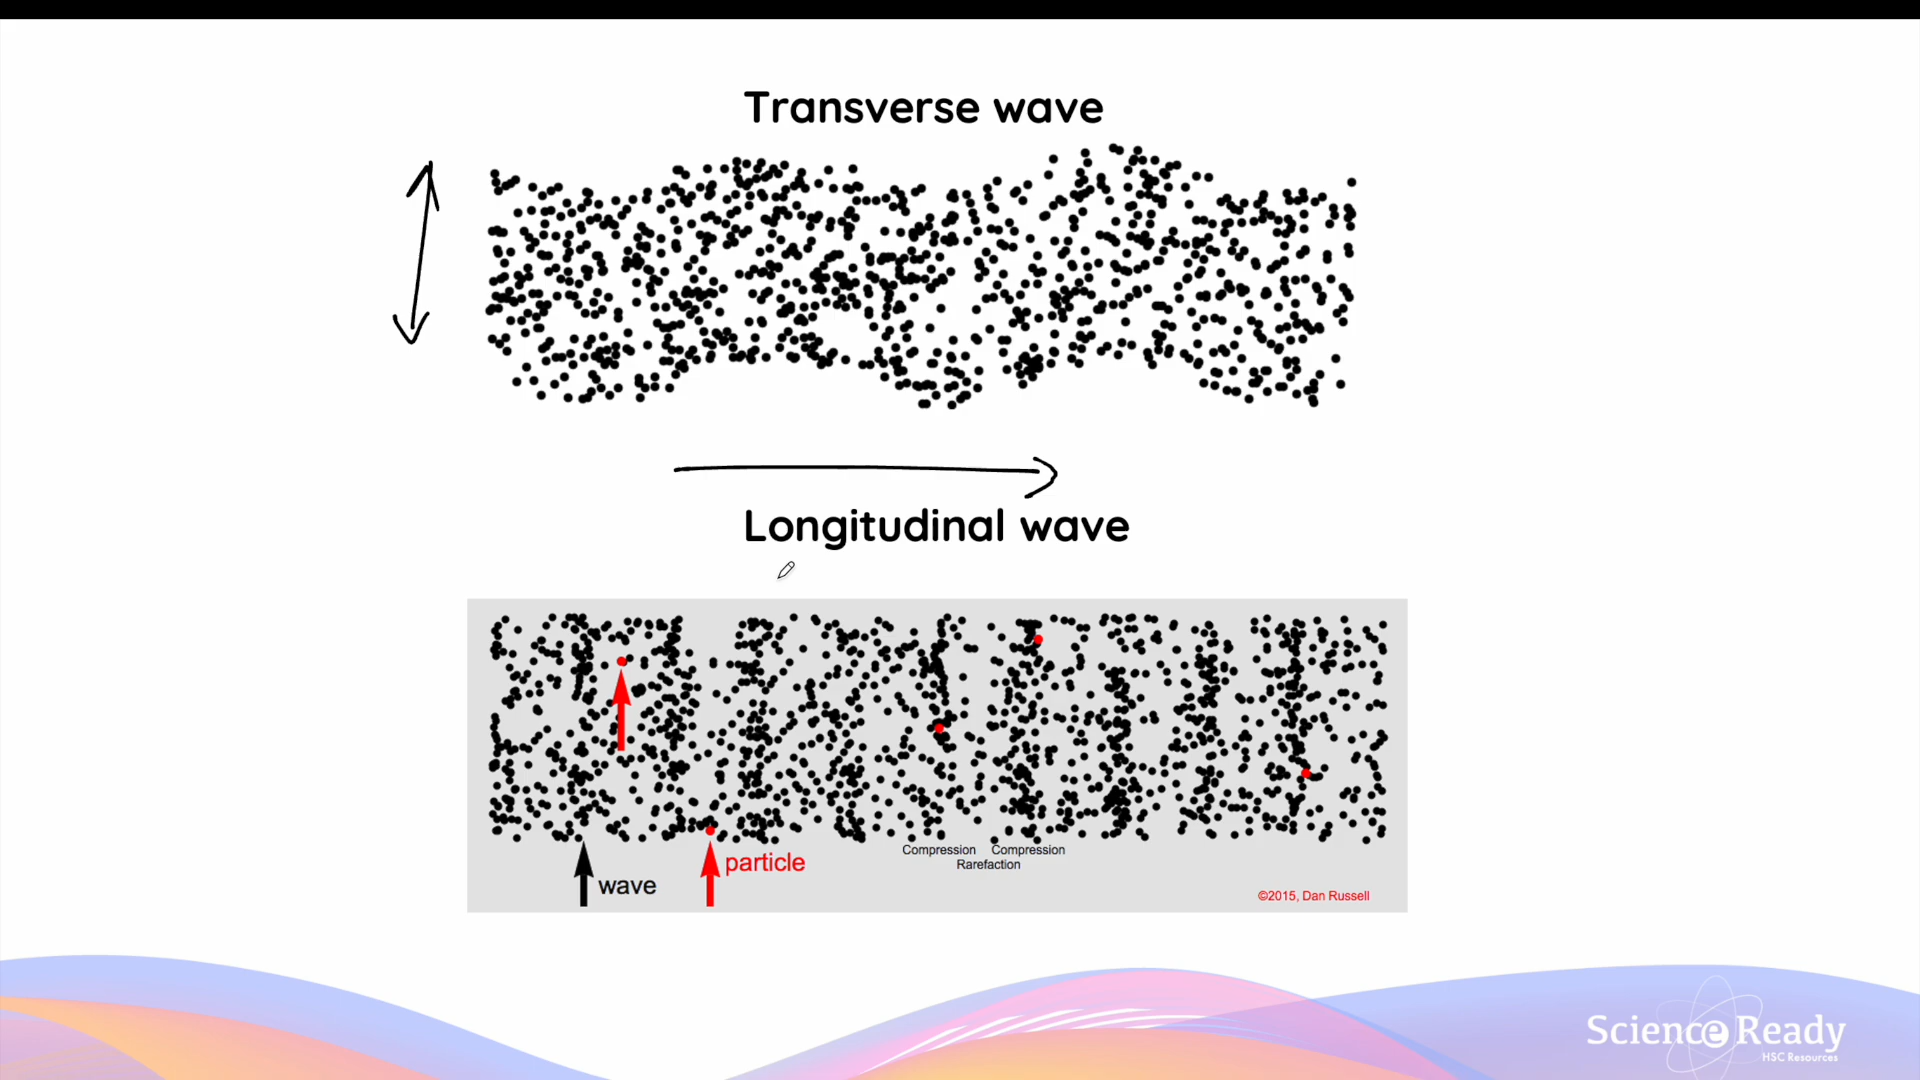 Transverse wave
Longitudinal wave
Compression Compression
Rarefaction
particle
wave
©2015, Dan Russell
Science Ready
HSC Resources